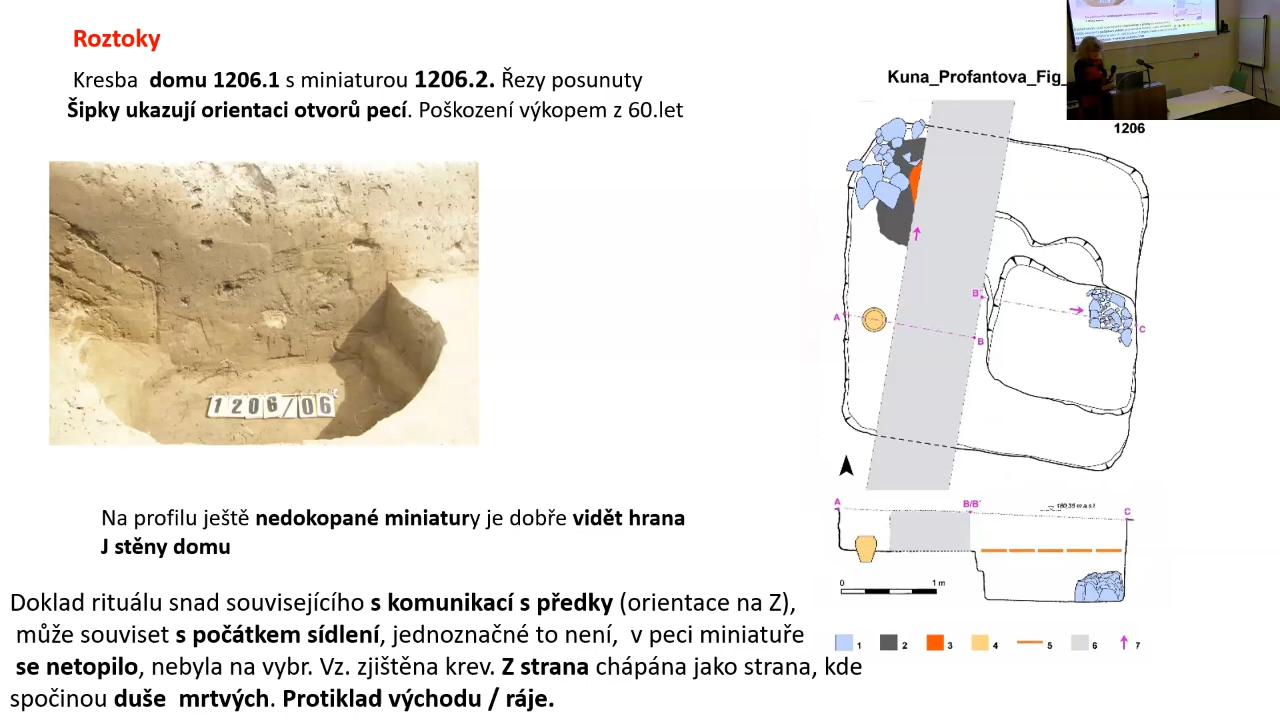 Roztoky
Kresba domu 1206.1 s miniaturou 1206.2. Řezy posunuty
Šipky ukazují orientaci otvorů pecí. Poškození výkopem z 60.let
Kuna_Profantova_Fig_
1206
A
B´
B
C
1206/06
A
B/B´
C
180,55 m a.s.l.
0
1 m
1
2
3
4
5
6
7
Na profilu ještě nedokopané miniatury je dobře vidět hrana
J stěny domu
Doklad rituálu snad souvisejícího s komunikací s předky (orientace na Z),
může souviset s počátkem sídlení, jednoznačné to není, v peci miniatuře
se netopilo, nebyla na vybr. Vz. zjištěna krev. Z strana chápána jako strana, kde
spočinou duše mrtvých. Protiklad východu / ráje.